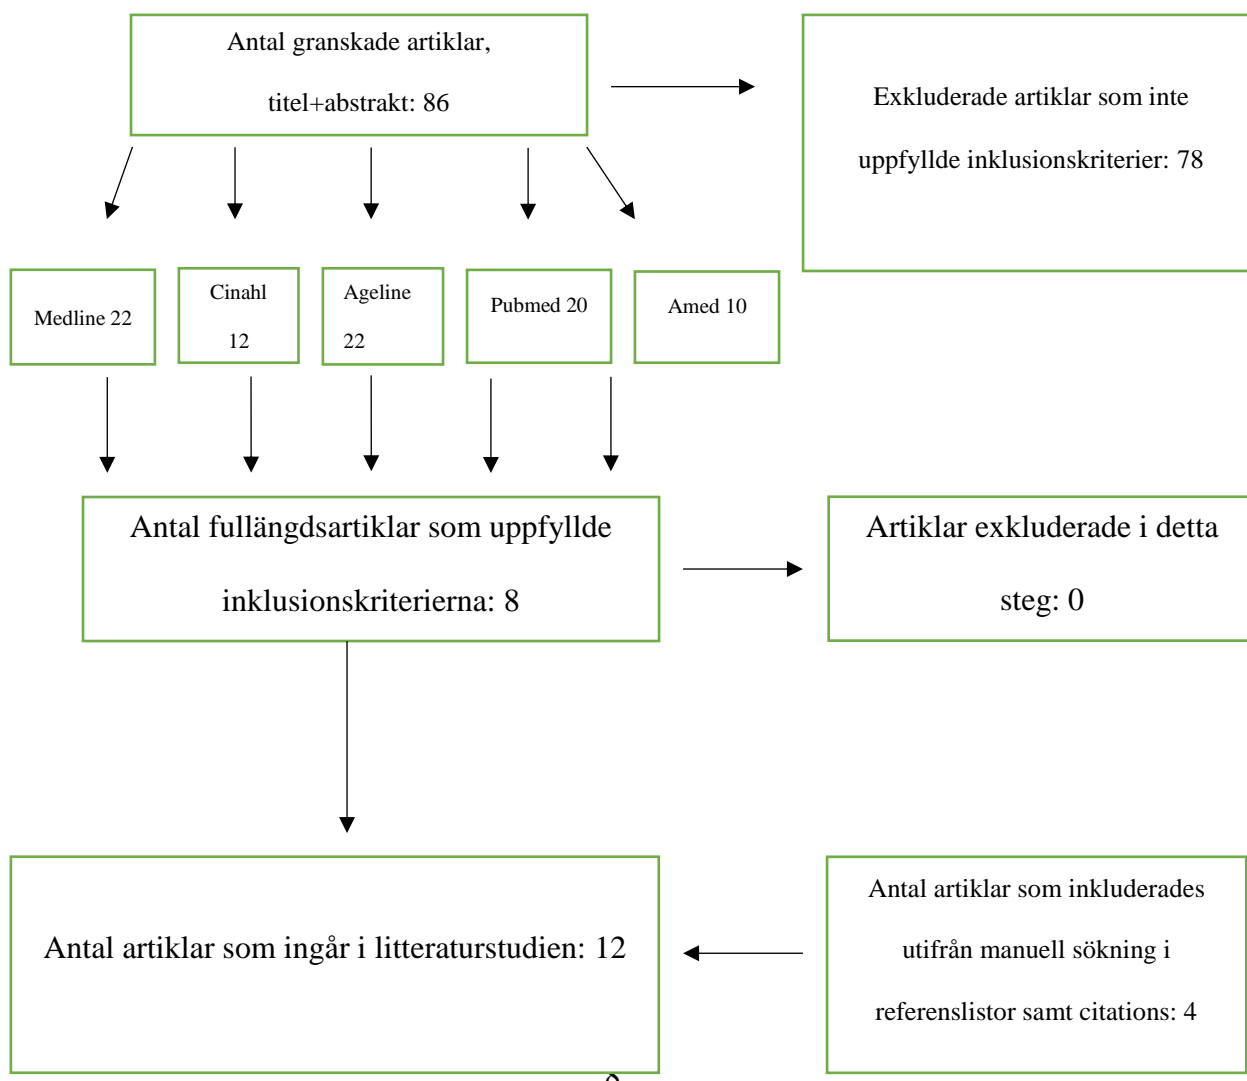 Antal granskade artiklar,
titel+abstrakt: 86
Exkluderade artiklar som inte
uppfyllde inklusionskriterier: 78
Medline 22
Cinahl
12
Ageline
22
Pubmed 20
Amed 10
Antal fullängdsartiklar som uppfyllde
inklusionskriterierna: 8
Artiklar exkluderade i detta
steg: 0
Antal artiklar som ingår i litteraturstudien: 12
Antal artiklar som inkluderades
utifrån manuell sökning i
referenslistor samt citations: 4